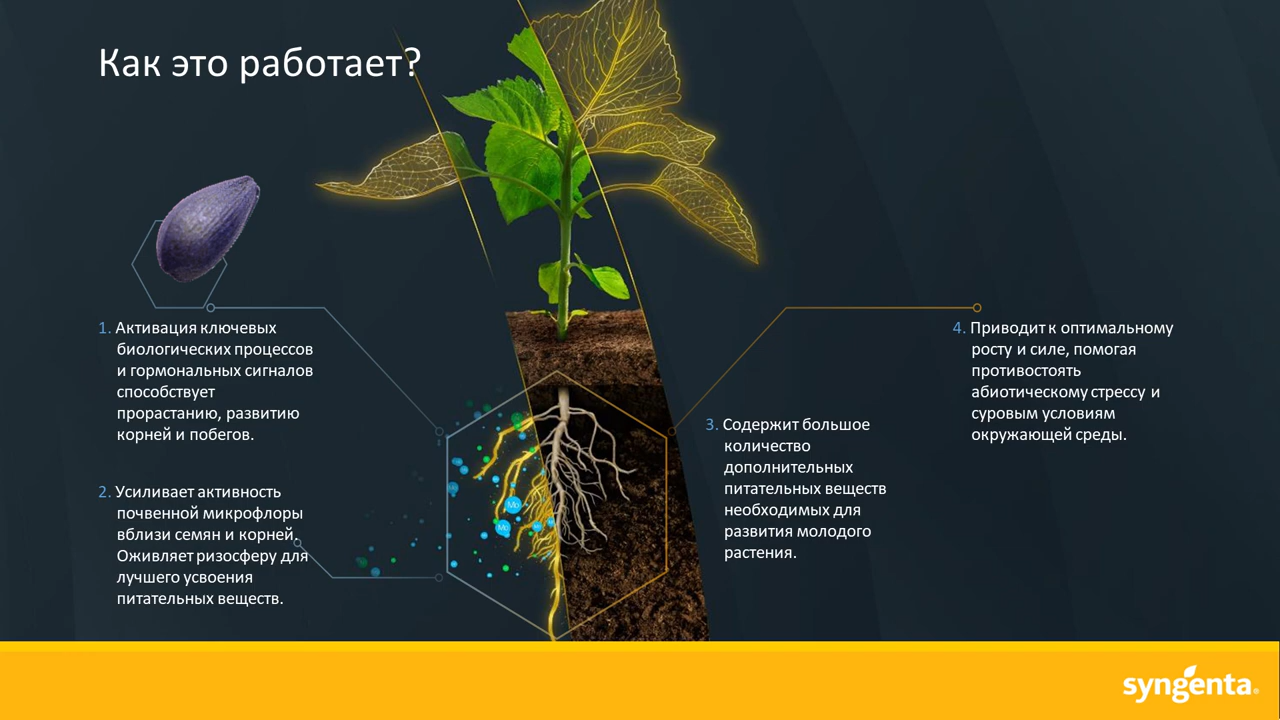 Как это работает?
1. Активация ключевых
биологических процессов
и гормональных сигналов
способствует
прорастанию, развитию
корней и побегов.
2. Усиливает активность
почвенной микрофлоры
вблизи семян и корней.
Оживляет ризосферу для
лучшего усвоения
питательных веществ.
3. Содержит большое
количество
дополнительных
питательных веществ
необходимых для
развития молодого
растения.
4. Приводит к оптимальному
росту и силе, помогая
противостоять
абиотическому стрессу и
суровым условиям
окружающей среды.
Mo
Mo
syngenta®